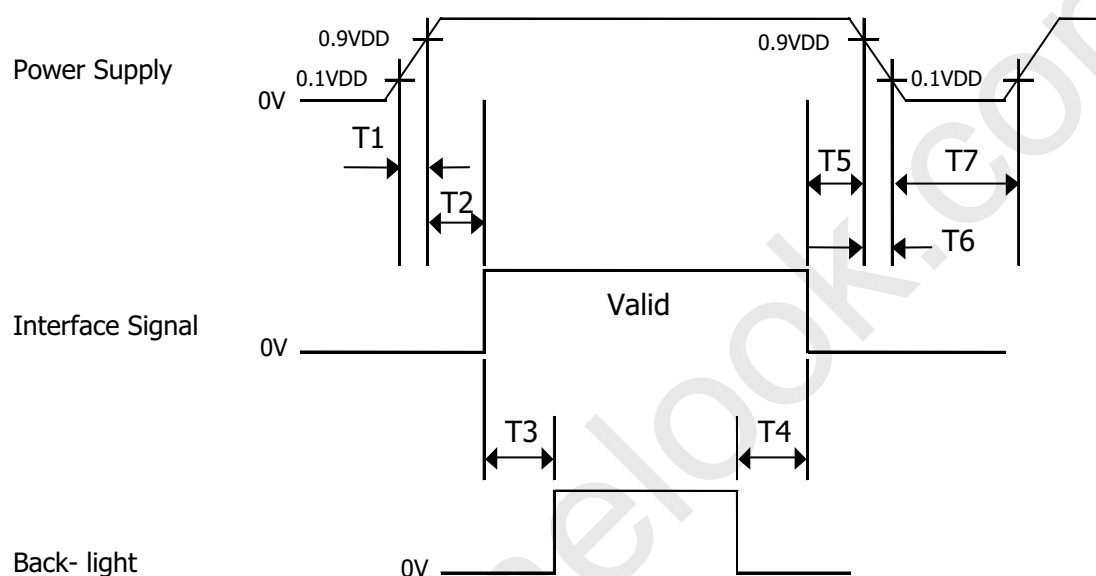 0.9VDD
0.9VDD
Power Supply
0.1VDD
0.1VDD
0V
T1
T5
T7
T2
T6
Valid
Interface Signal
0V
T3
T4
Back- light
0V